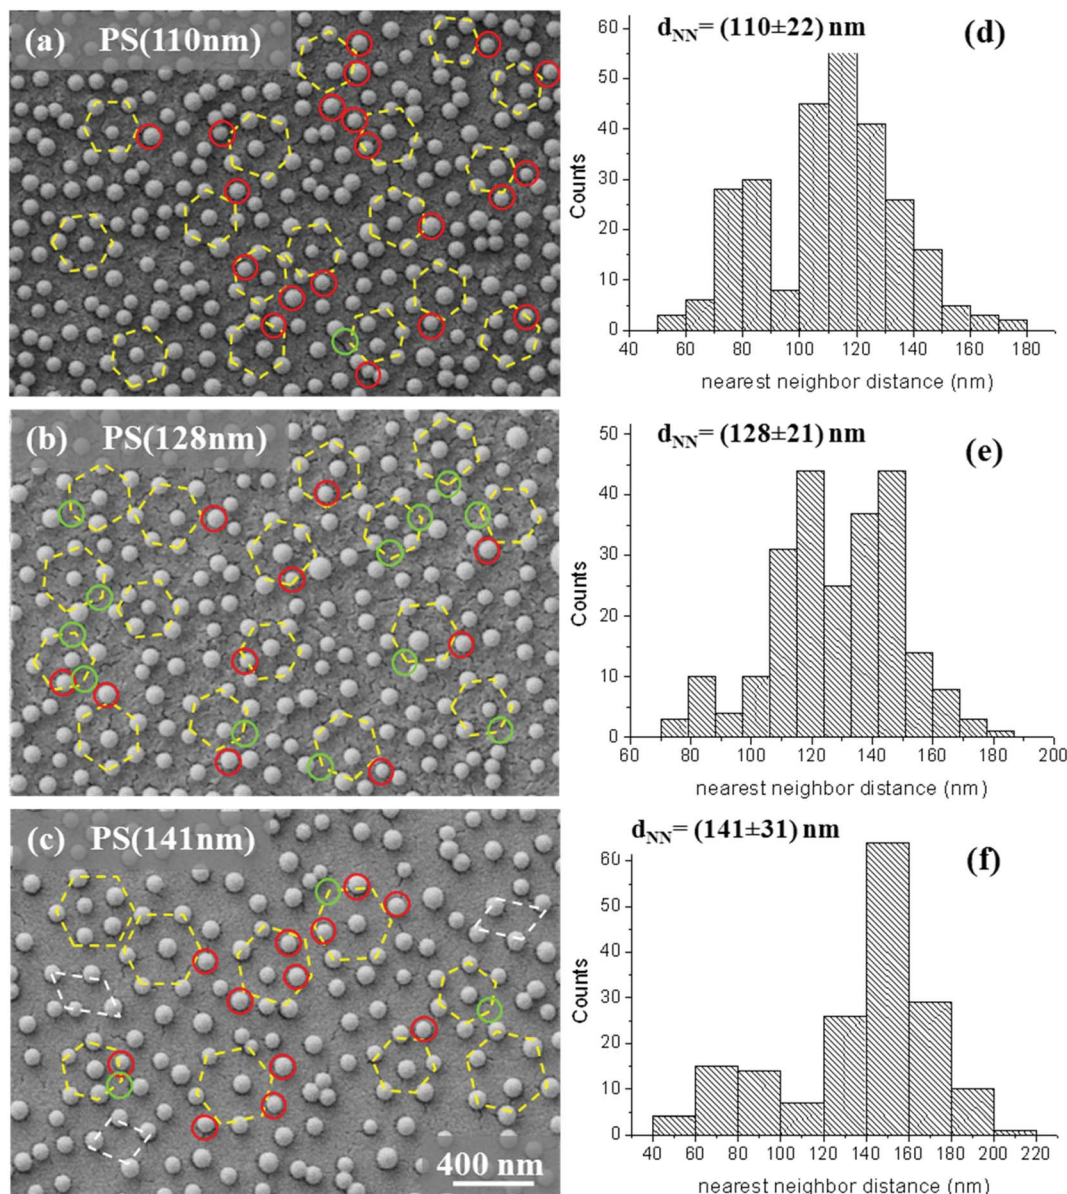 (a) PS(110nm)
d_NN = (110±22) nm
(d)
60
50
40
30
20
10
0
Counts
40 60 80 100 120 140 160 180
nearest neighbor distance (nm)
(b) PS(128nm)
d_NN = (128±21) nm
(e)
50
40
30
20
10
0
Counts
60 80 100 120 140 160 180 200
nearest neighbor distance (nm)
(c) PS(141nm)
400 nm
d_NN = (141±31) nm
(f)
60
50
40
30
20
10
0
Counts
40 60 80 100 120 140 160 180 200 220
nearest neighbor distance (nm)